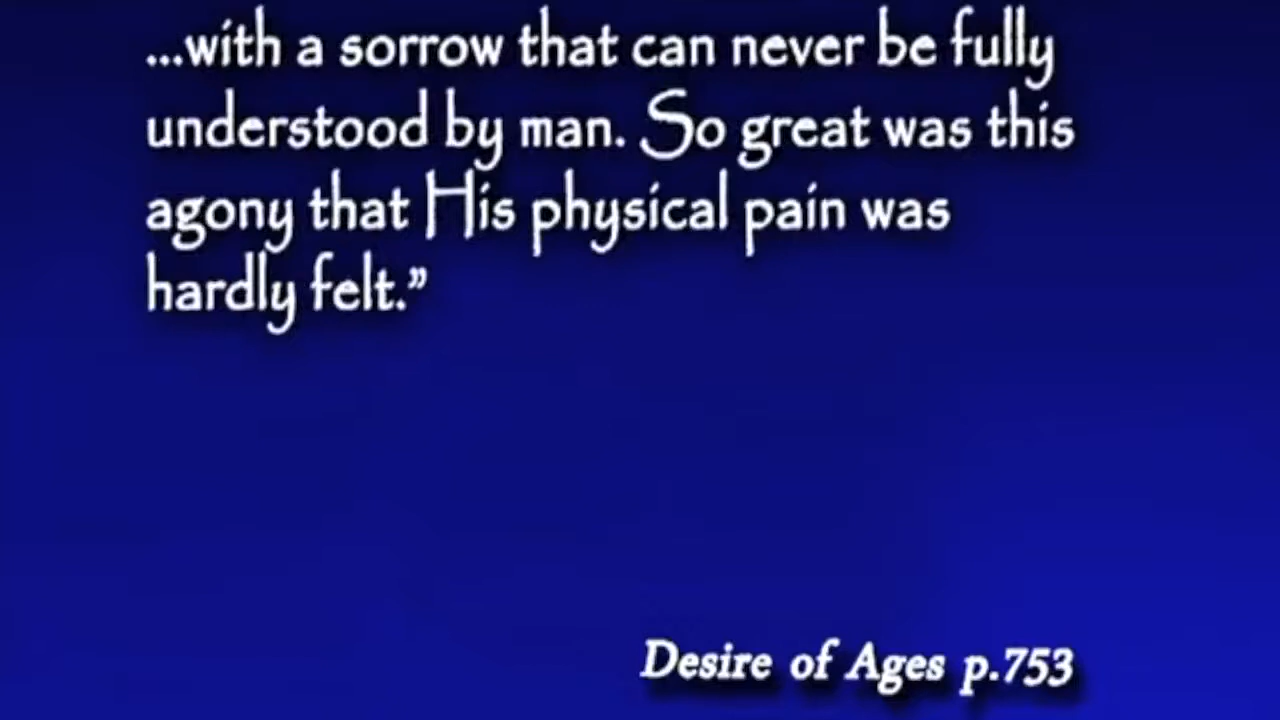 ...with a sorrow that can never be fully
understood by man. So great was this
agony that His physical pain was
hardly felt.”
Desire of Ages p.753